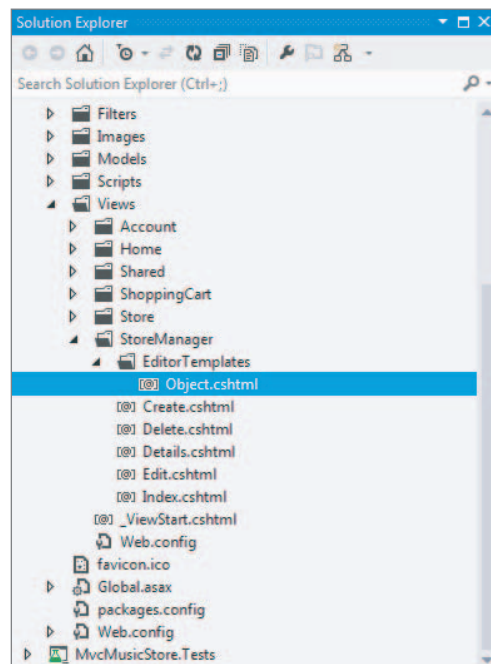 Solution Explorer
Search Solution Explorer (Ctrl+;)
Filters
Images
Models
Scripts
Views
Account
Home
Shared
ShoppingCart
Store
StoreManager
EditorTemplates
[@] Object.cshtml
[@] Create.cshtml
[@] Delete.cshtml
[@] Details.cshtml
[@] Edit.cshtml
[@] Index.cshtml
[@] _ViewStart.cshtml
Web.config
favicon.ico
Global.asax
packages.config
Web.config
MvcMusicStore.Tests